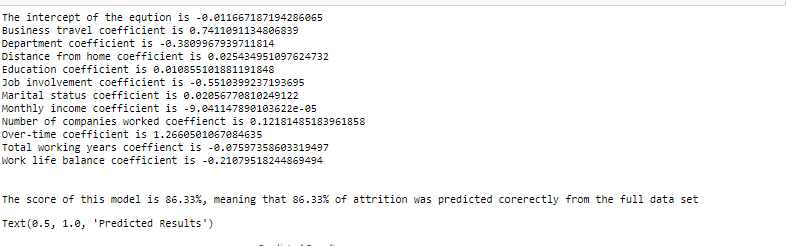 The intercept of the eqution is -0.011667187194286065
Business travel coefficient is 0.7411091134806839
Department coefficient is -0.3809967939711814
Distance from home coefficient is 0.025434951097624732
Education coefficient is 0.010855101881191848
Job involvement coefficient is -0.5510399237193695
Marital status coefficient is 0.02056770810249122
Monthly income coefficient is -9.041147890103622e-05
Number of companies worked coeffienct is 0.12181485183961858
Over-time coefficient is 1.2660501067084635
Total working years coeffienct is -0.07597358603319497
Work life balance coefficient is -0.21079518244869494
The score of this model is 86.33%, meaning that 86.33% of attrition was predicted corerectly from the full data set
Text(0.5, 1.0, 'Predicted Results')